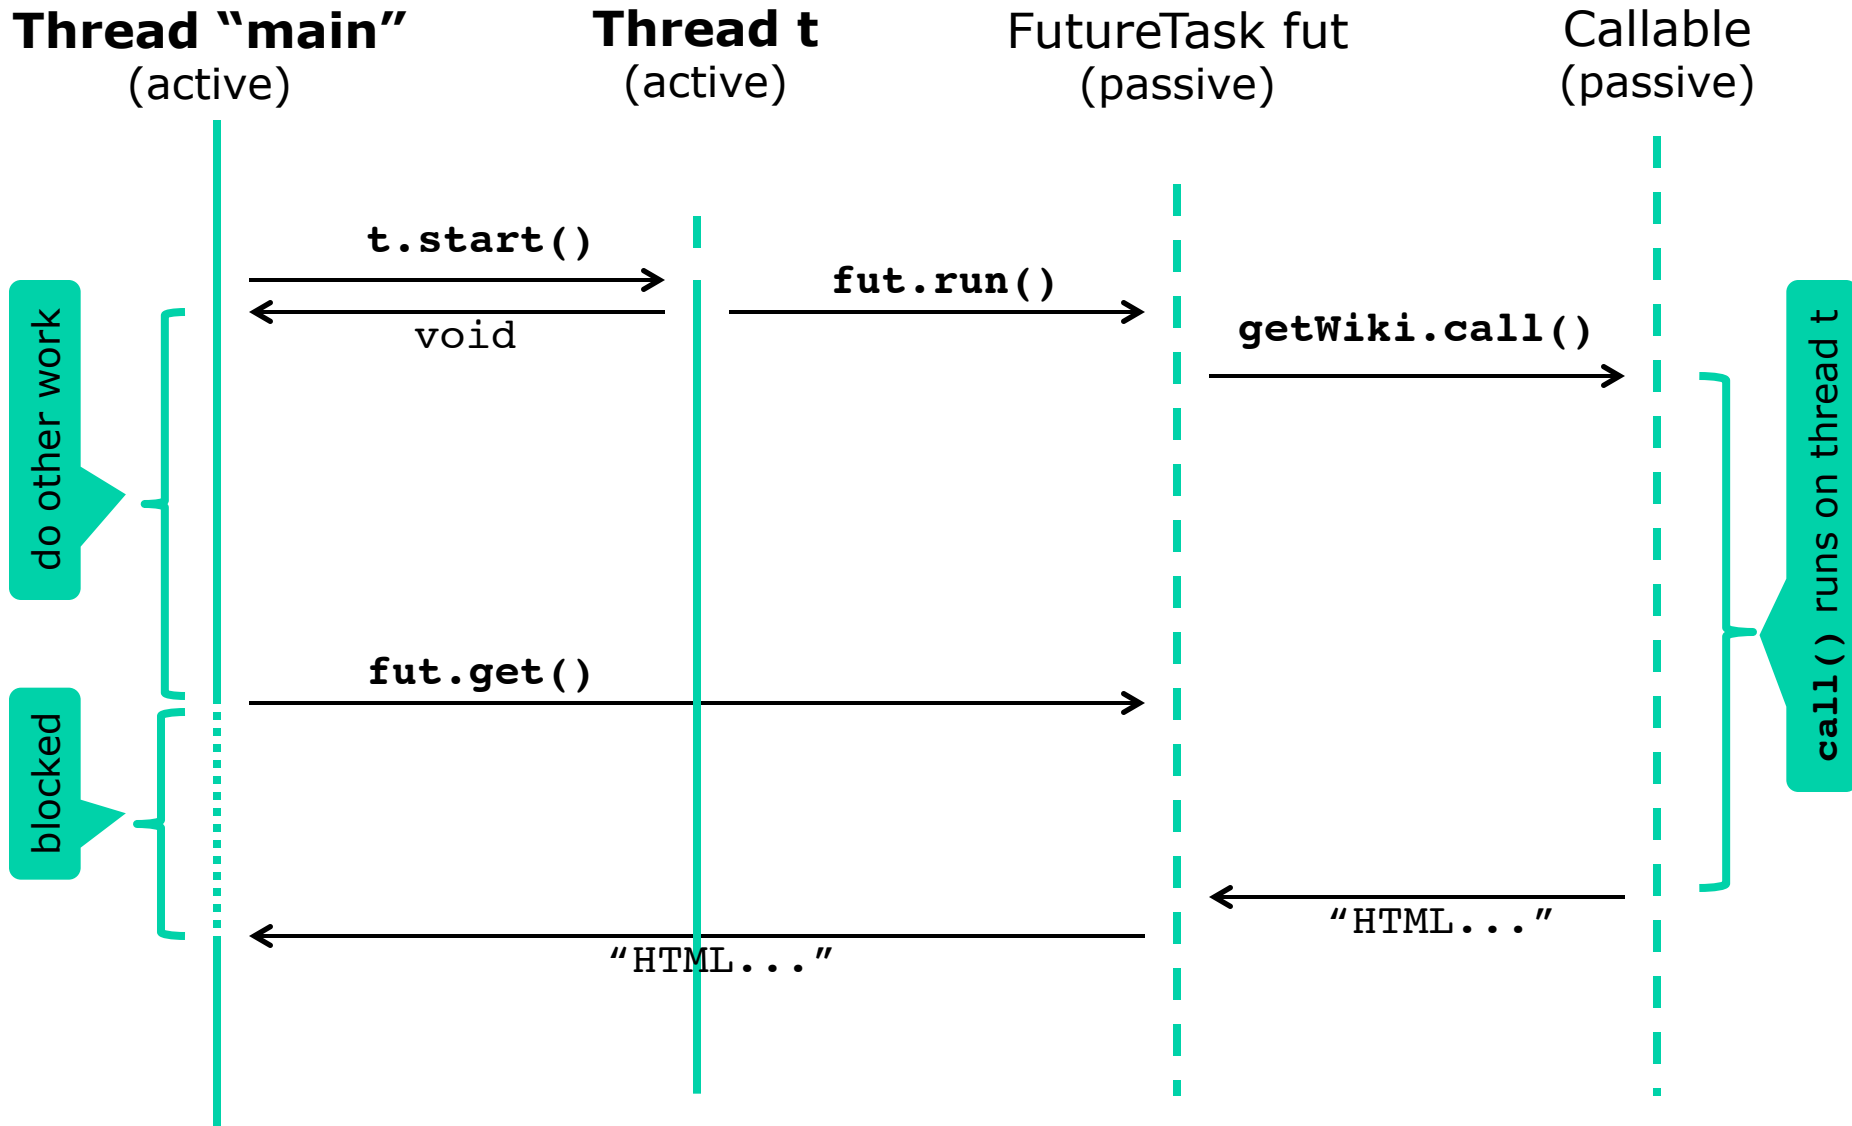 Thread “main”
(active)
Thread t
(active)
FutureTask fut
(passive)
Callable
(passive)
t.start()
void
fut.run()
getWiki.call()
do other work
call() runs on thread t
fut.get()
blocked
“HTML...”
“HTML...”